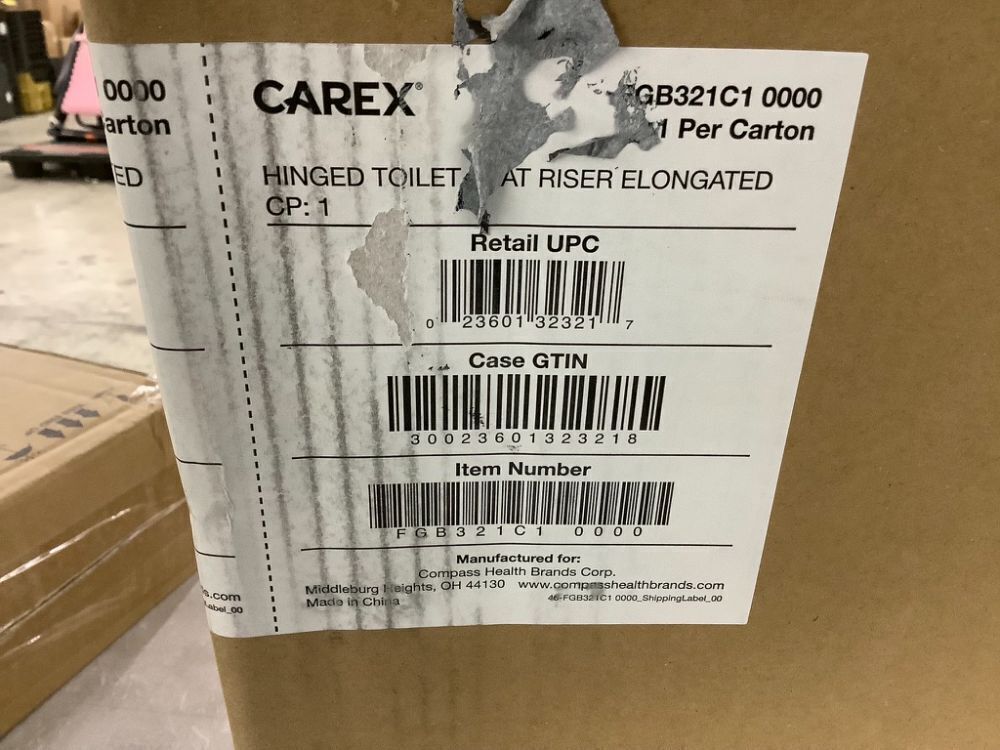 0000
arton
ED
s.com
Label_00
CAREX®
FGB321C1 0000
1 Per Carton
HINGED TOILET AT RISER ELONGATED
CP: 1
Retail UPC
0 23601 32321 7
Case GTIN
30023601323218
Item Number
FGB321C1 0000
Manufactured for:
Compass Health Brands Corp.
Middleburg Heights, OH 44130 www.compasshealthbrands.com
Made in China
46-FGB321C1 0000_ShippingLabel_00